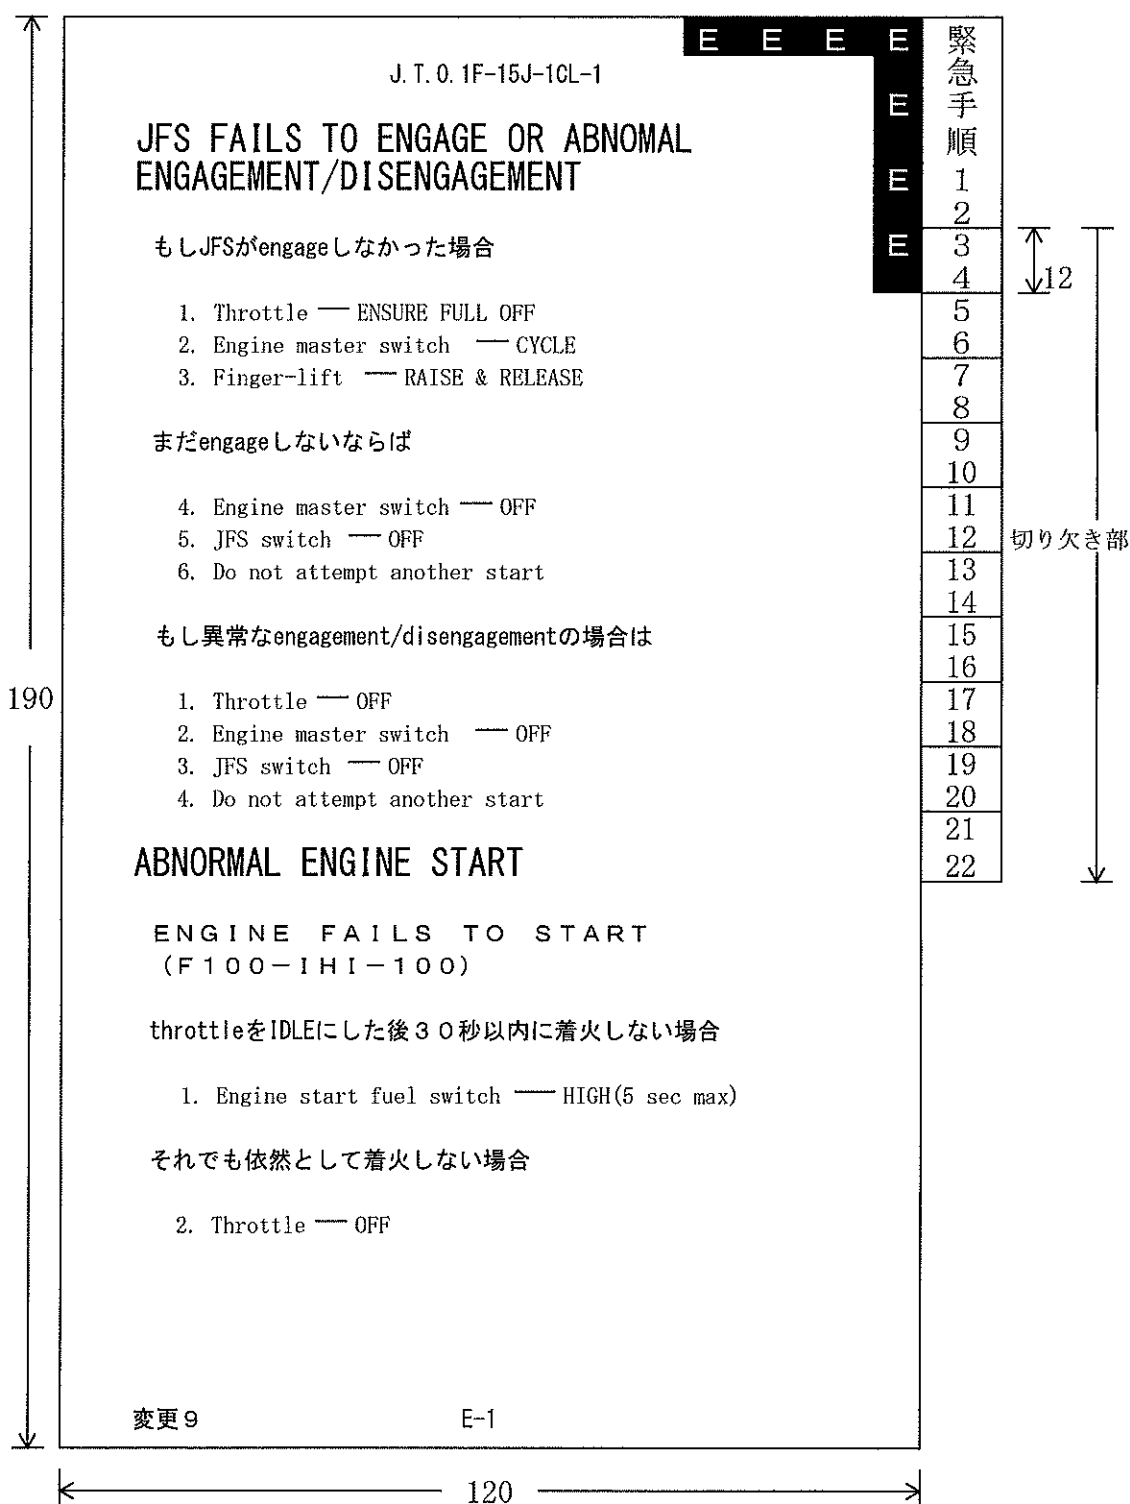 E E E E
J.T.O.1F-15J-1CL-1
E
JFS FAILS TO ENGAGE OR ABNOMAL
ENGAGEMENT/DISENGAGEMENT
E
もしJFSがengageしなかった場合
E
1. Throttle ── ENSURE FULL OFF
2. Engine master switch ── CYCLE
3. Finger-lift ── RAISE & RELEASE
まだengageしないならば
4. Engine master switch ── OFF
5. JFS switch ── OFF
6. Do not attempt another start
もし異常なengagement/disengagementの場合は
1. Throttle ── OFF
2. Engine master switch ── OFF
3. JFS switch ── OFF
4. Do not attempt another start
ABNORMAL ENGINE START
ENGINE FAILS TO START
(F100-IHI-100)
throttleをIDLEにした後30秒以内に着火しない場合
1. Engine start fuel switch ── HIGH(5 sec max)
それでも依然として着火しない場合
2. Throttle ── OFF
変更9
E-1
緊急手順
1
2
3
4
5
6
7
8
9
10
11
12
13
14
15
16
17
18
19
20
21
22
12
切り欠き部
190
120